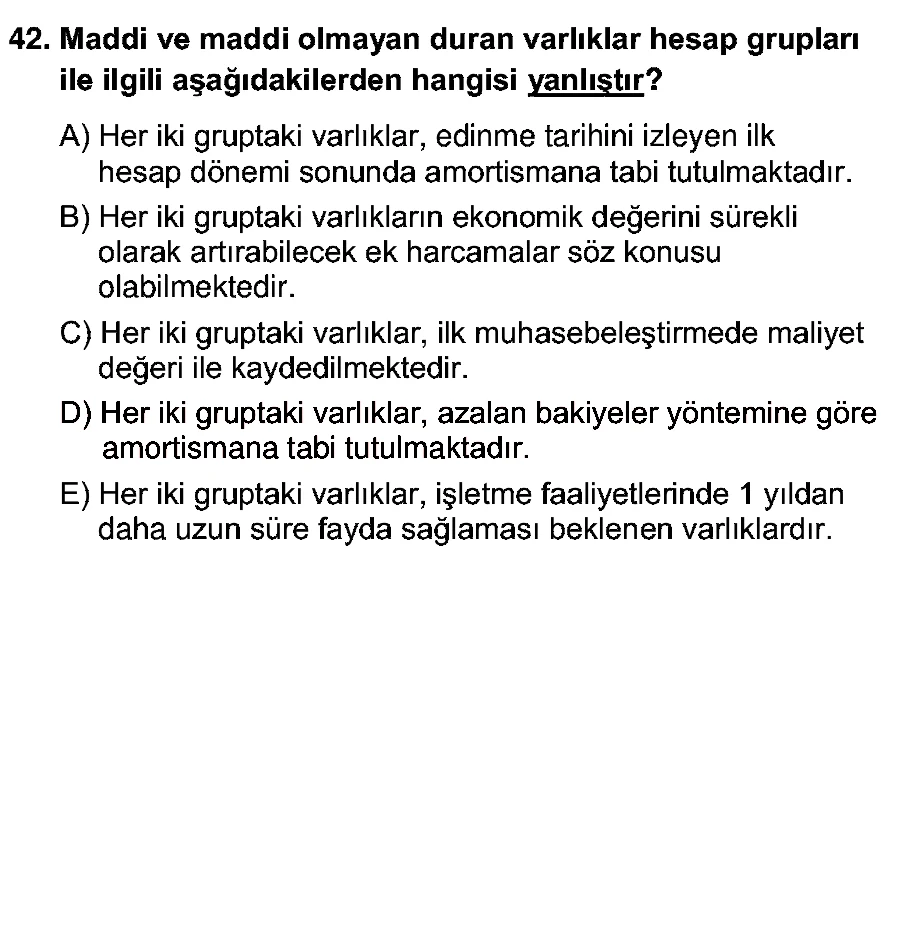 42. Maddi ve maddi olmayan duran varlıklar hesap grupları
ile ilgili aşağıdakilerden hangisi yanlıştır?
A) Her iki gruptaki varlıklar, edinme tarihini izleyen ilk
hesap dönemi sonunda amortismana tabi tutulmaktadır.
B) Her iki gruptaki varlıkların ekonomik değerini sürekli
olarak artırabilecek ek harcamalar söz konusu
olabilmektedir.
C) Her iki gruptaki varlıklar, ilk muhasebeleştirmede maliyet
değeri ile kaydedilmektedir.
D) Her iki gruptaki varlıklar, azalan bakiyeler yöntemine göre
amortismana tabi tutulmaktadır.
E) Her iki gruptaki varlıklar, işletme faaliyetlerinde 1 yıldan
daha uzun süre fayda sağlaması beklenen varlıklardır.